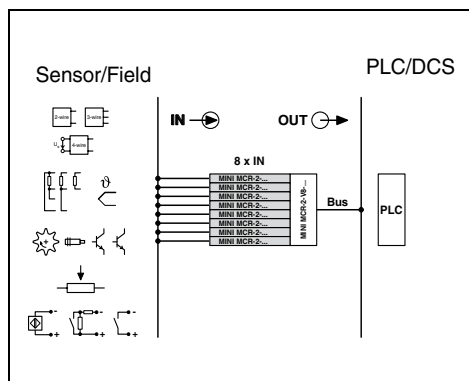 Sensor/Field
PLC/DCS
2-wire
3-wire
4-wire
IN
OUT
8 x IN
MINI MCR-2-...
MINI MCR-2-...
MINI MCR-2-...
MINI MCR-2-...
MINI MCR-2-...
MINI MCR-2-...
MINI MCR-2-...
MINI MCR-2-...
MINI MCR-2-V8-...
Bus
PLC
ϑ
- 
+
-
+
-
+